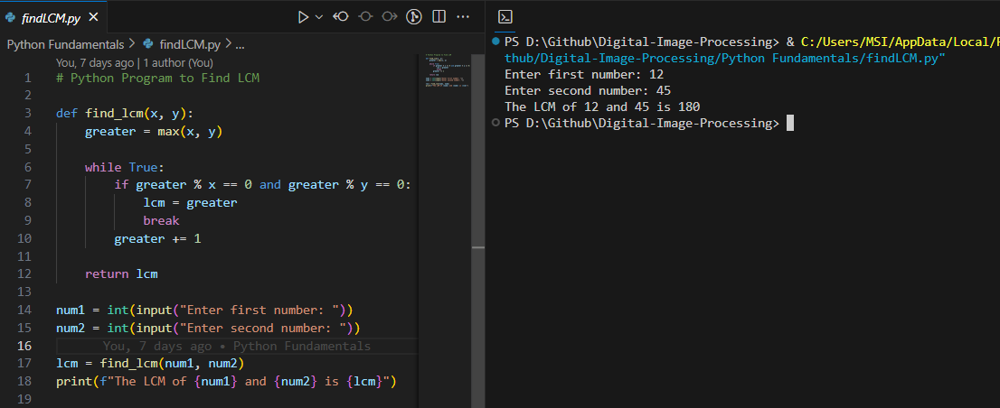 findLCM.py
Python Fundamentals > findLCM.py > ...
You, 7 days ago | 1 author (You)
1 # Python Program to Find LCM
2
3 def find_lcm(x, y):
4 greater = max(x, y)
5
6 while True:
7 if greater % x == 0 and greater % y == 0:
8 lcm = greater
9 break
10 greater += 1
11
12 return lcm
13
14 num1 = int(input("Enter first number: "))
15 num2 = int(input("Enter second number: "))
16 You, 7 days ago • Python Fundamentals
17 lcm = find_lcm(num1, num2)
18 print(f"The LCM of {num1} and {num2} is {lcm}")
19
PS D:\Github\Digital-Image-Processing> & C:/Users/MSI/AppData/Local/
thub/Digital-Image-Processing/Python Fundamentals/findLCM.py"
Enter first number: 12
Enter second number: 45
The LCM of 12 and 45 is 180
PS D:\Github\Digital-Image-Processing>